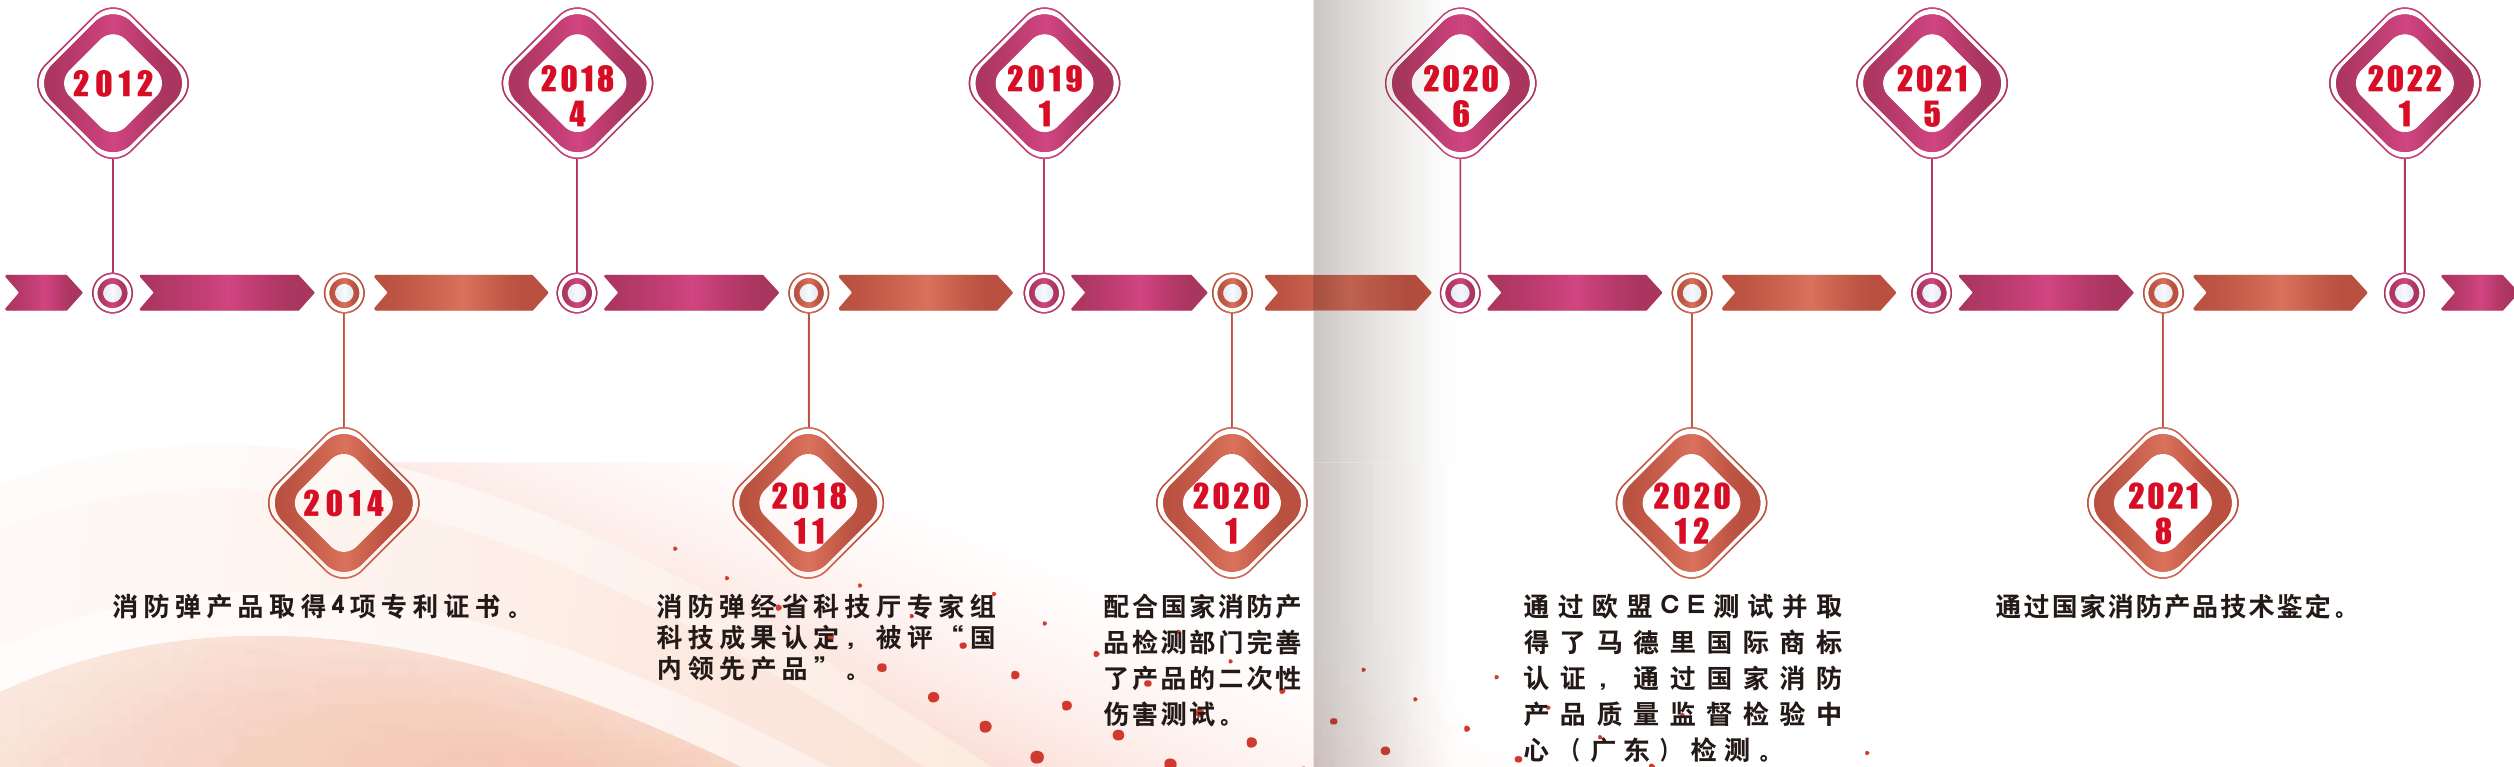 2012
2018
4
2019
1
2020
6
2021
5
2022
1
2014
消防弹产品取得4项专利证书。
2018
11
消防弹经省科技厅专家组
科技成果认定，被评“国
内领先产品”。
2020
1
配合国家消防产
品检测部门完善
了产品的二次性
伤害测试。
2020
12
通过欧盟CE测试并取
得了马德里国际商标
认证，通过国家消防
产品质量监督检验中
心（广东）检测。
2021
8
通过国家消防产品技术鉴定。